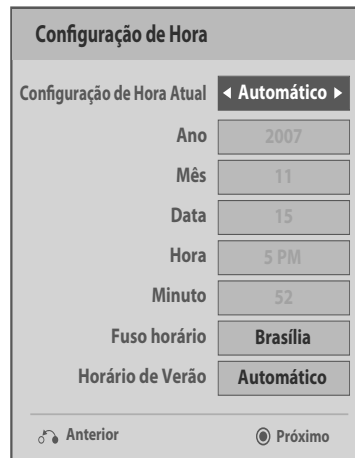 Configuração de Hora
Configuração de Hora Atual Automático
Ano 2007
Mês 11
Data 15
Hora 5 PM
Minuto 52
Fuso horário Brasília
Horário de Verão Automático
Anterior Próximo